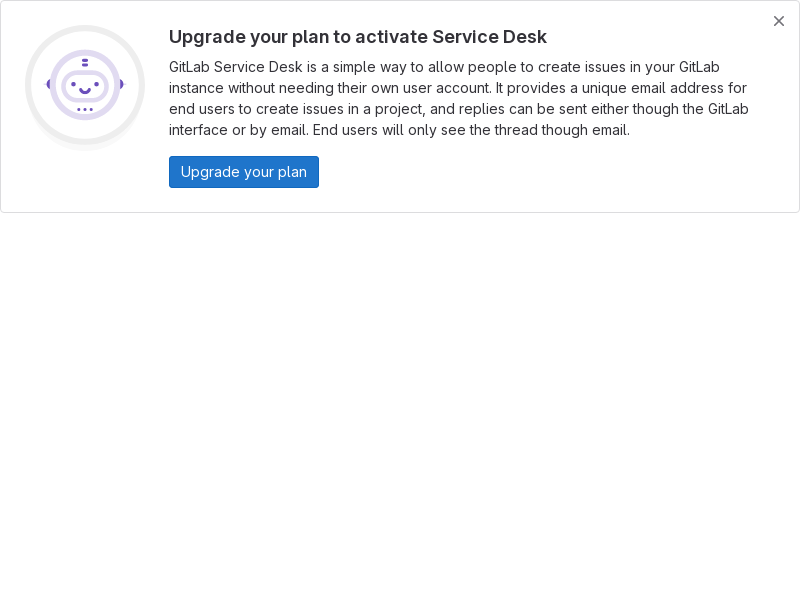 Upgrade your plan to activate Service Desk
GitLab Service Desk is a simple way to allow people to create issues in your GitLab
instance without needing their own user account. It provides a unique email address for
end users to create issues in a project, and replies can be sent either though the GitLab
interface or by email. End users will only see the thread though email.
Upgrade your plan